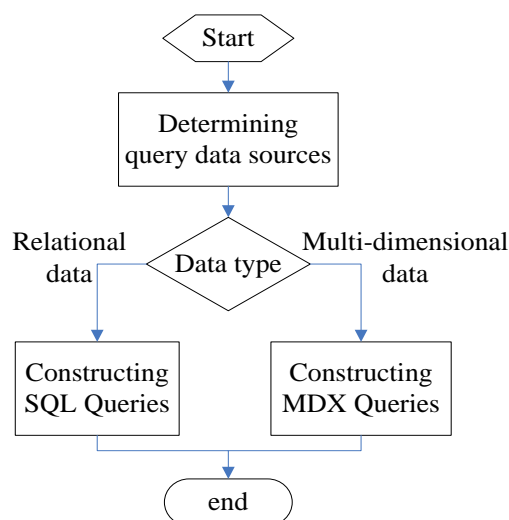 Start
Determining
query data sources
Relational
data
Data type
Multi-dimensional
data
Constructing
SQL Queries
Constructing
MDX Queries
end